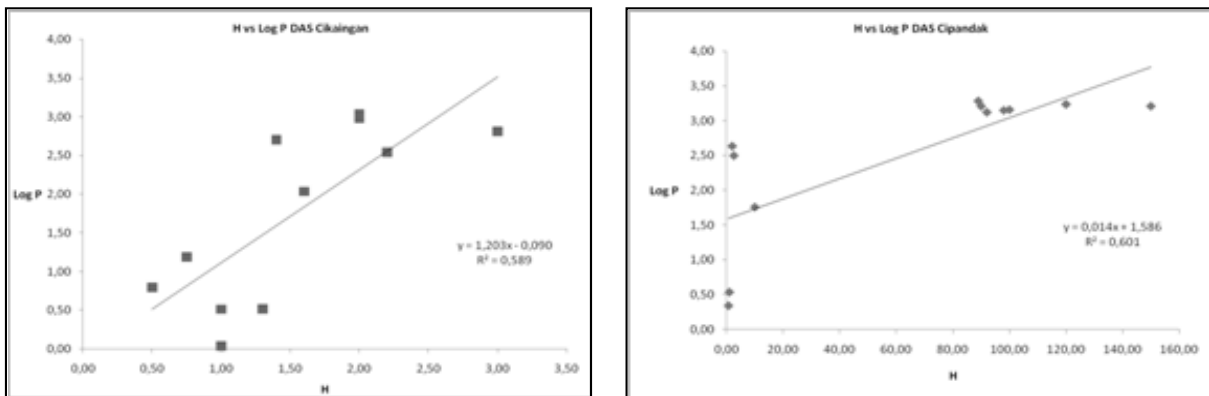 H vs Log P DAS Cikaingan
4,00
3,50
3,00
2,50
Log P 2,00
1,50
1,00
0,50
0,00
y = 1,203x - 0,090
R² = 0,589
0,00 0,50 1,00 1,50 2,00 2,50 3,00 3,50
H
H vs Log P DAS Cipandak
4,00
3,50
3,00
2,50
Log P 2,00
1,50
1,00
0,50
0,00
y = 0,014x + 1,586
R² = 0,601
0,00 20,00 40,00 60,00 80,00 100,00 120,00 140,00 160,00
H